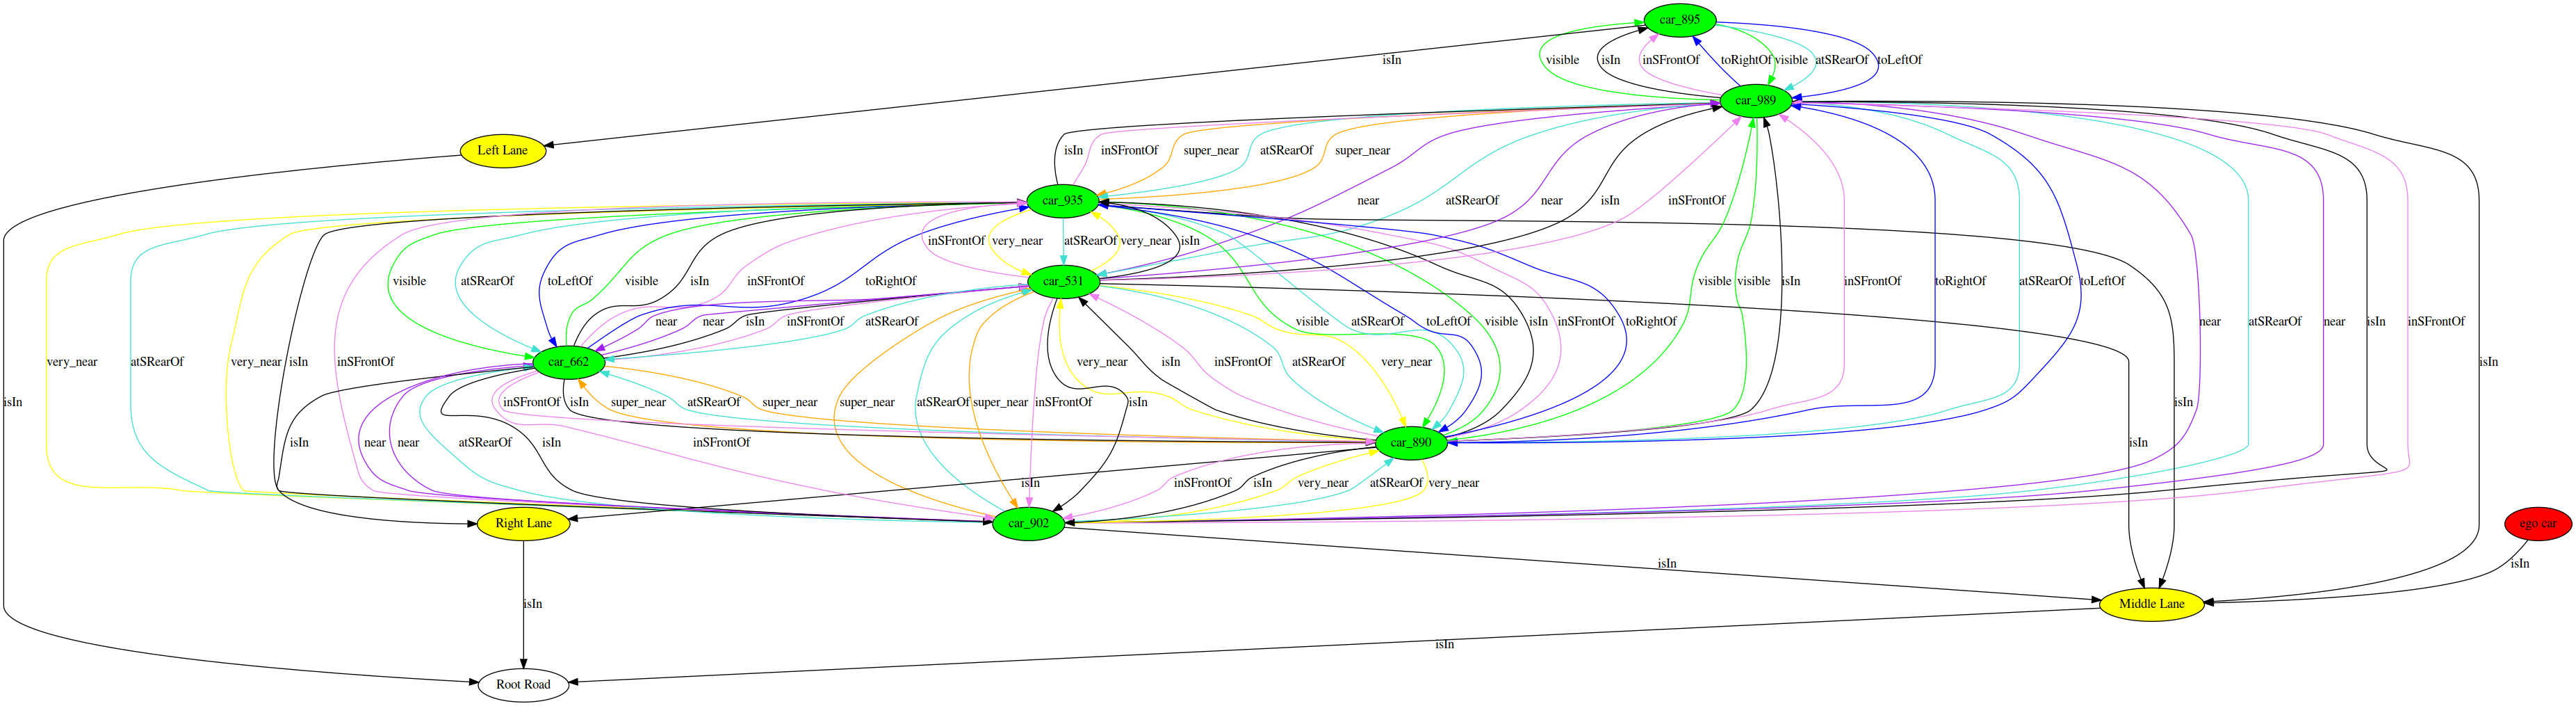 car_895
isIn
visible isIn inSFrontOf toRightOf visible atSRearOf toLeftOf
car_989
Left Lane
isIn inSFrontOf super_near atSRearOf super_near
car_935
near atSRearOf near isIn inSFrontOf
inSFrontOf very_near atSRearOf very_near isIn
visible atSRearOf toLeftOf visible isIn inSFrontOf toRightOf
car_531
visible visible isIn inSFrontOf toRightOf atSRearOf toLeftOf
near near isIn inSFrontOf atSRearOf
visible atSRearOf toLeftOf visible isIn inSFrontOf toRightOf
near atSRearOf near isIn inSFrontOf
very_near atSRearOf very_near isIn inSFrontOf
car_662
very_near isIn inSFrontOf atSRearOf very_near
isIn
isIn
inSFrontOf isIn super_near atSRearOf super_near
super_near atSRearOf super_near inSFrontOf isIn
isIn
isIn near near atSRearOf isIn inSFrontOf
car_890
isIn
isIn
inSFrontOf isIn very_near atSRearOf very_near
Right Lane
car_902
ego car
isIn
isIn
isIn
Middle Lane
isIn
Root Road